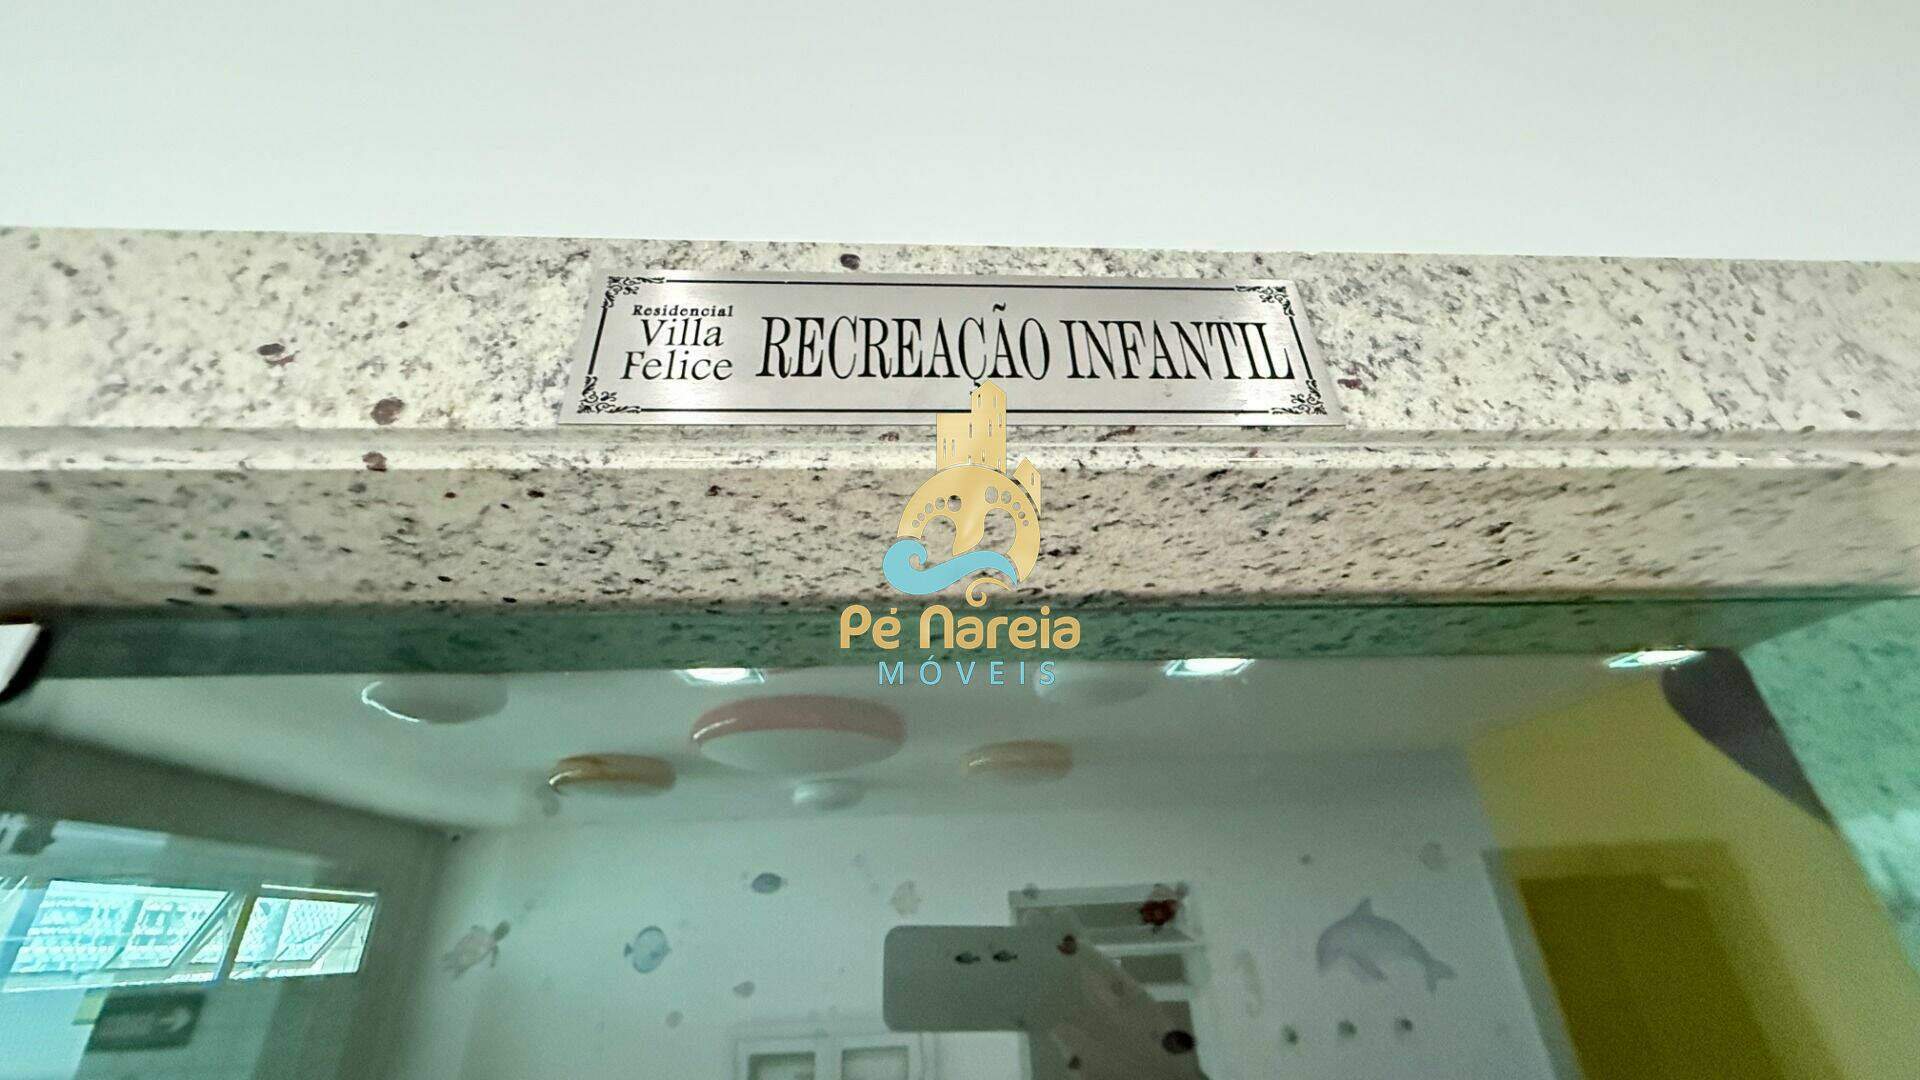 Residencial
Villa
Felice
RECREAÇÃO INFANTIL
Pé Nareia
MÓVEIS